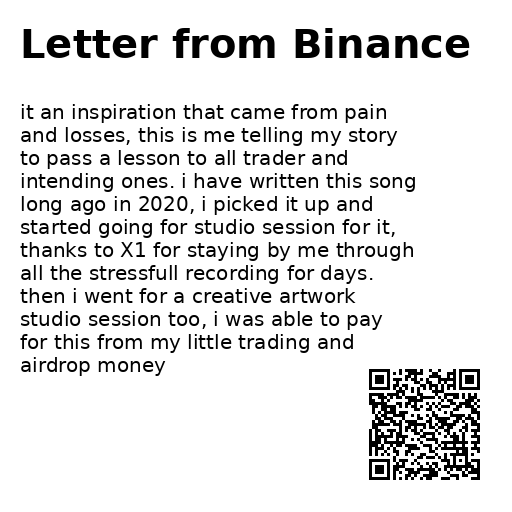 Letter from Binance
it an inspiration that came from pain
and losses, this is me telling my story
to pass a lesson to all trader and
intending ones. i have written this song
long ago in 2020, i picked it up and
started going for studio session for it,
thanks to X1 for staying by me through
all the stressfull recording for days.
then i went for a creative artwork
studio session too, i was able to pay
for this from my little trading and
airdrop money